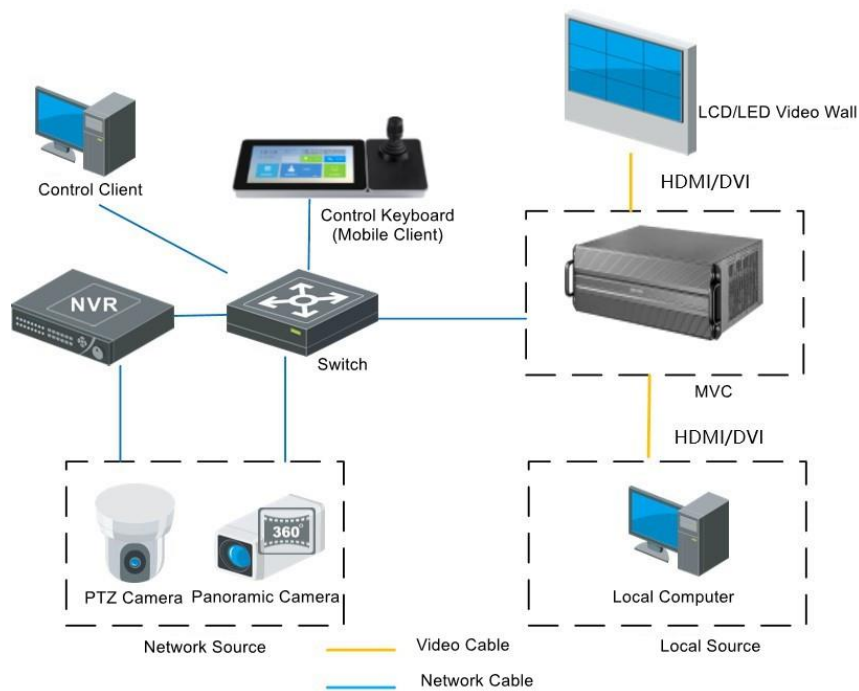 LCD/LED Video Wall
Control Client
HDMI/DVI
Control Keyboard
(Mobile Client)
NVR
Switch
MVC
HDMI/DVI
360°
PTZ Camera
Panoramic Camera
Local Computer
Network Source
Local Source
Video Cable
Network Cable